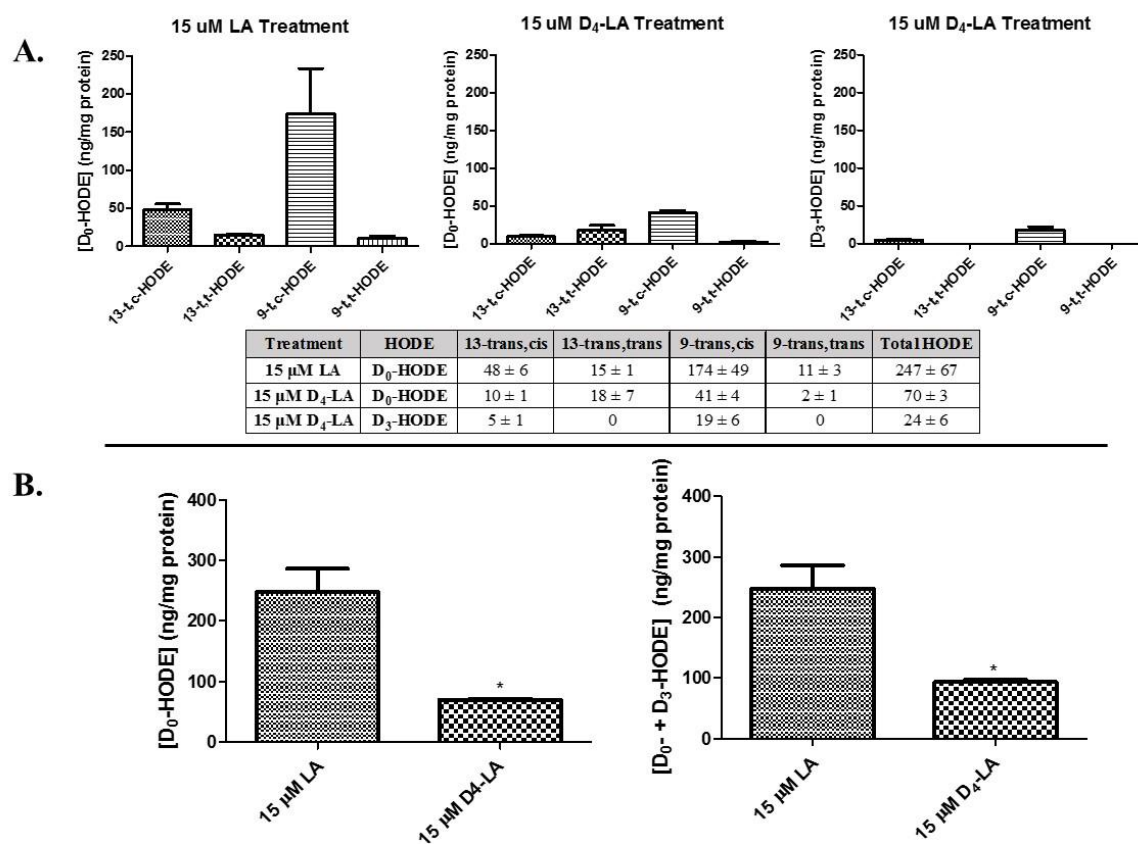 A.
15 uM LA Treatment
[D₀-HODE] (ng/mg protein)
250
200
150
100
50
0
13-t,c-HODE
13-t,t-HODE
9-t,c-HODE
9-t,t-HODE
15 uM D₄-LA Treatment
[D₀-HODE] (ng/mg protein)
250
200
150
100
50
0
13-t,c-HODE
13-t,t-HODE
9-t,c-HODE
9-t,t-HODE
15 uM D₄-LA Treatment
[D₃-HODE] (ng/mg protein)
250
200
150
100
50
0
13-t,c-HODE
13-t,t-HODE
9-t,c-HODE
9-t,t-HODE
Treatment HODE 13-trans,cis 13-trans,trans 9-trans,cis 9-trans,trans Total HODE
15 µM LA D₀-HODE 48 ± 6 15 ± 1 174 ± 49 11 ± 3 247 ± 67
15 µM D₄-LA D₀-HODE 10 ± 1 18 ± 7 41 ± 4 2 ± 1 70 ± 3
15 µM D₄-LA D₃-HODE 5 ± 1 0 19 ± 6 0 24 ± 6
B.
[D₀-HODE] (ng/mg protein)
400
300
200
100
0
*
15 µM LA
15 µM D4-LA
[D₀- + D₃-HODE] (ng/mg protein)
400
300
200
100
0
*
15 µM LA
15 µM D₄-LA